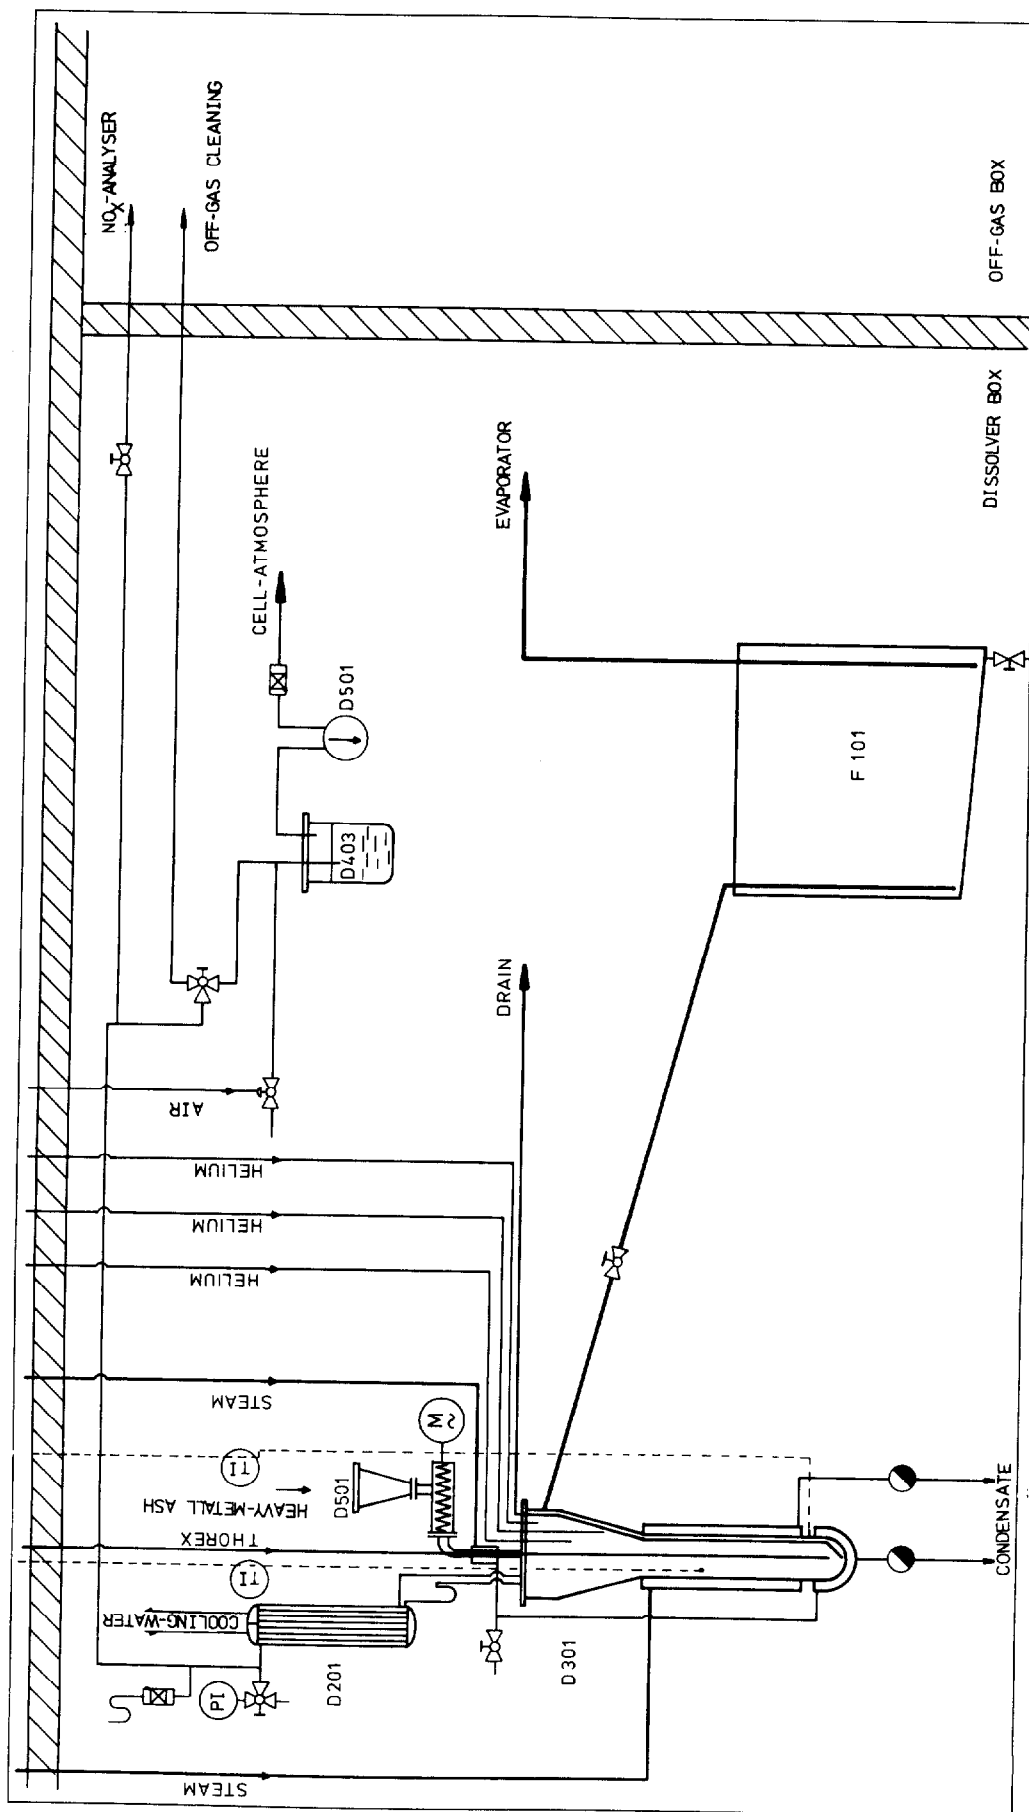 NOX-ANALYSER
OFF-GAS CLEANING
OFF-GAS BOX
DISSOLVER BOX
CELL-ATMOSPHERE
EVAPORATOR
D501
D403
F 101
DRAIN
AIR
HELIUM
HELIUM
HELIUM
STEAM
M
~
TI
HEAVY-METALL ASH
D501
THOREX
TI
COOLING-WATER
D201
PI
D301
STEAM
CONDENSATE